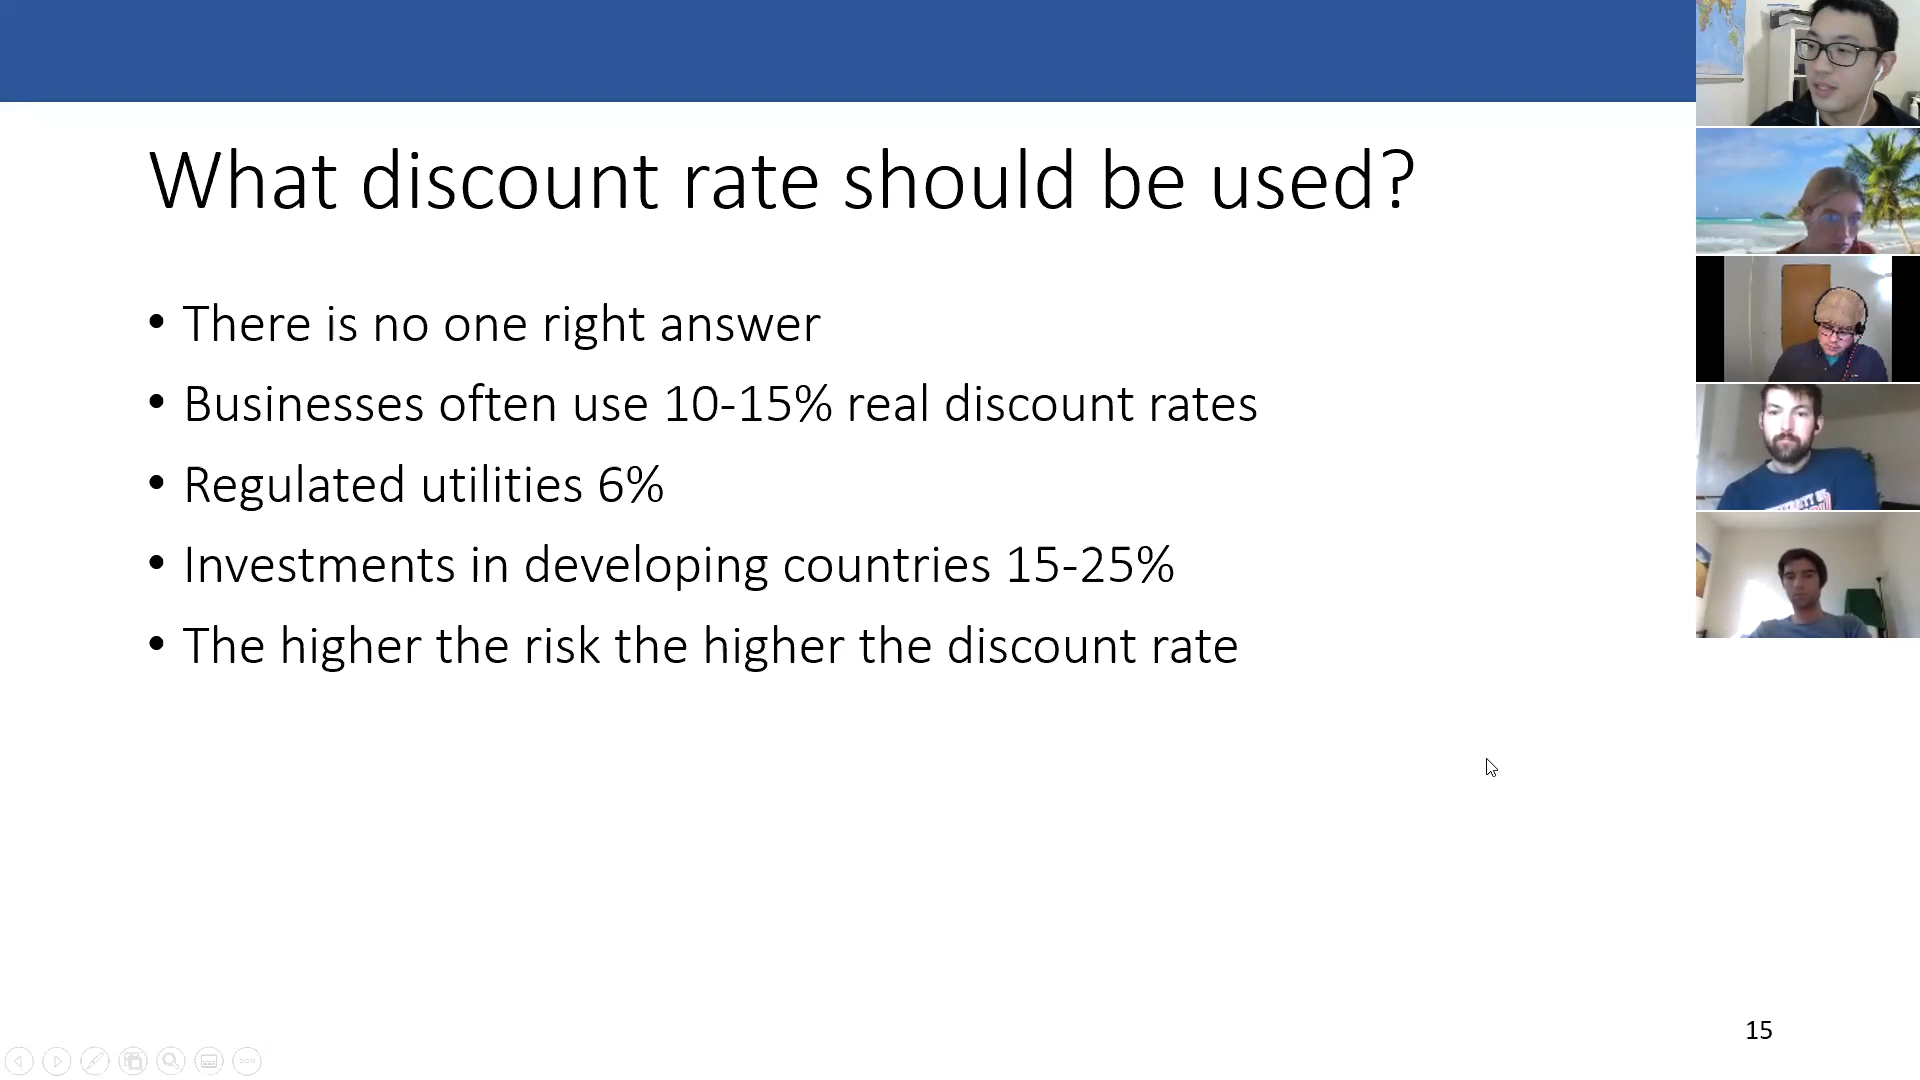 What discount rate should be used?
• There is no one right answer
• Businesses often use 10-15% real discount rates
• Regulated utilities 6%
• Investments in developing countries 15-25%
• The higher the risk the higher the discount rate
15